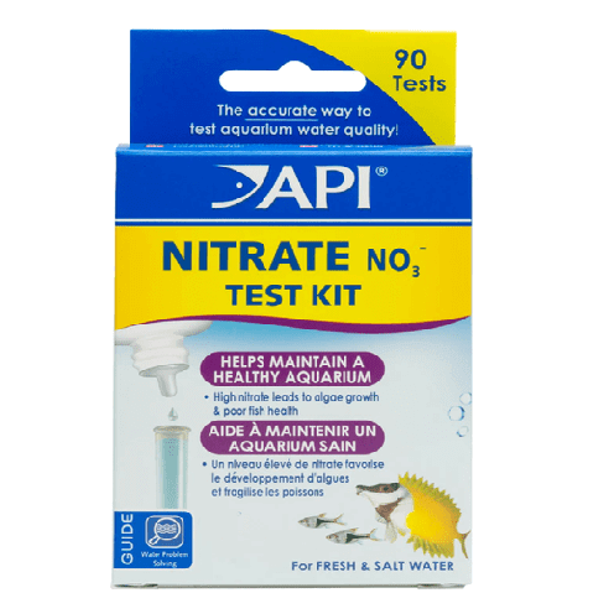 90
Tests
The accurate way to
test aquarium water quality!
API®
NITRATE NO₃⁻
TEST KIT
HELPS MAINTAIN A
HEALTHY AQUARIUM
• High nitrate leads to algae growth
& poor fish health
AIDE À MAINTENIR UN
AQUARIUM SAIN
• Un niveau élevé de nitrate favorise
le développement d'algues
et fragilise les poissons
GUIDE
Water Problem
Solving
For FRESH & SALT WATER